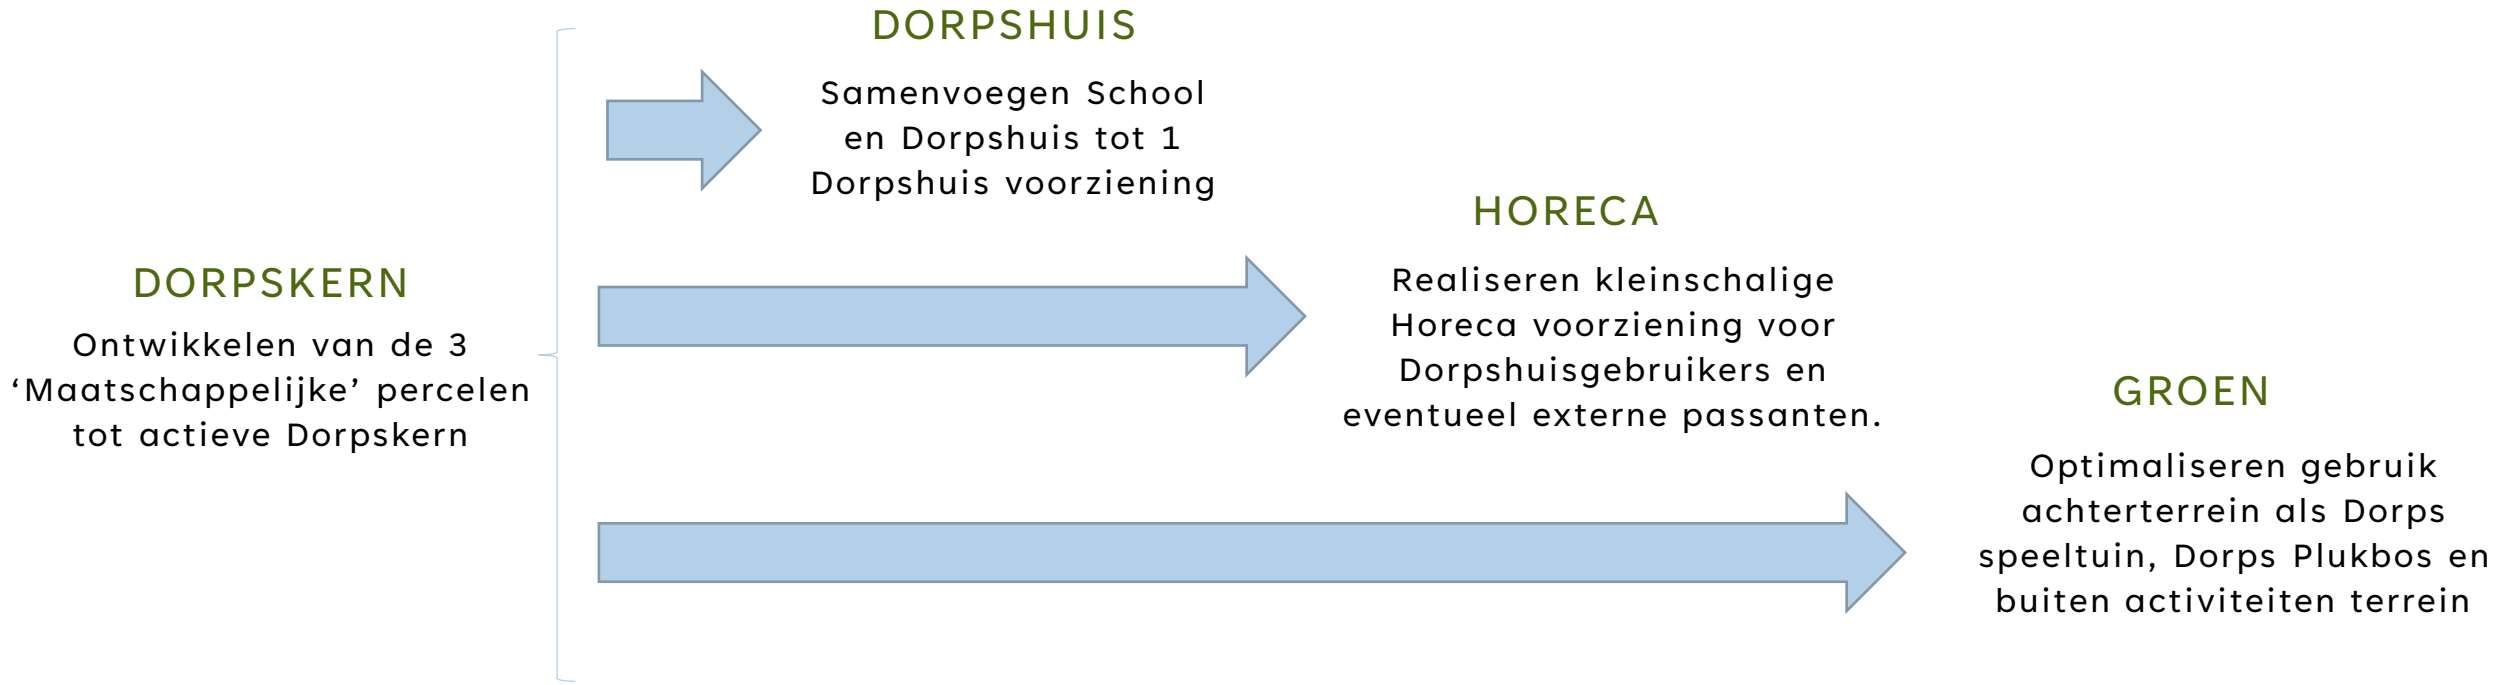 DORPSKERN
Ontwikkelen van de 3
‘Maatschappelijke’ percelen
tot actieve Dorpskern
DORPSHUIS
Samenvoegen School
en Dorpshuis tot 1
Dorpshuis voorziening
HORECA
Realiseren kleinschalige
Horeca voorziening voor
Dorpshuisgebruikers en
eventueel externe passanten.
GROEN
Optimaliseren gebruik
achterterrein als Dorps
speeltuin, Dorps Plukbos en
buiten activiteiten terrein